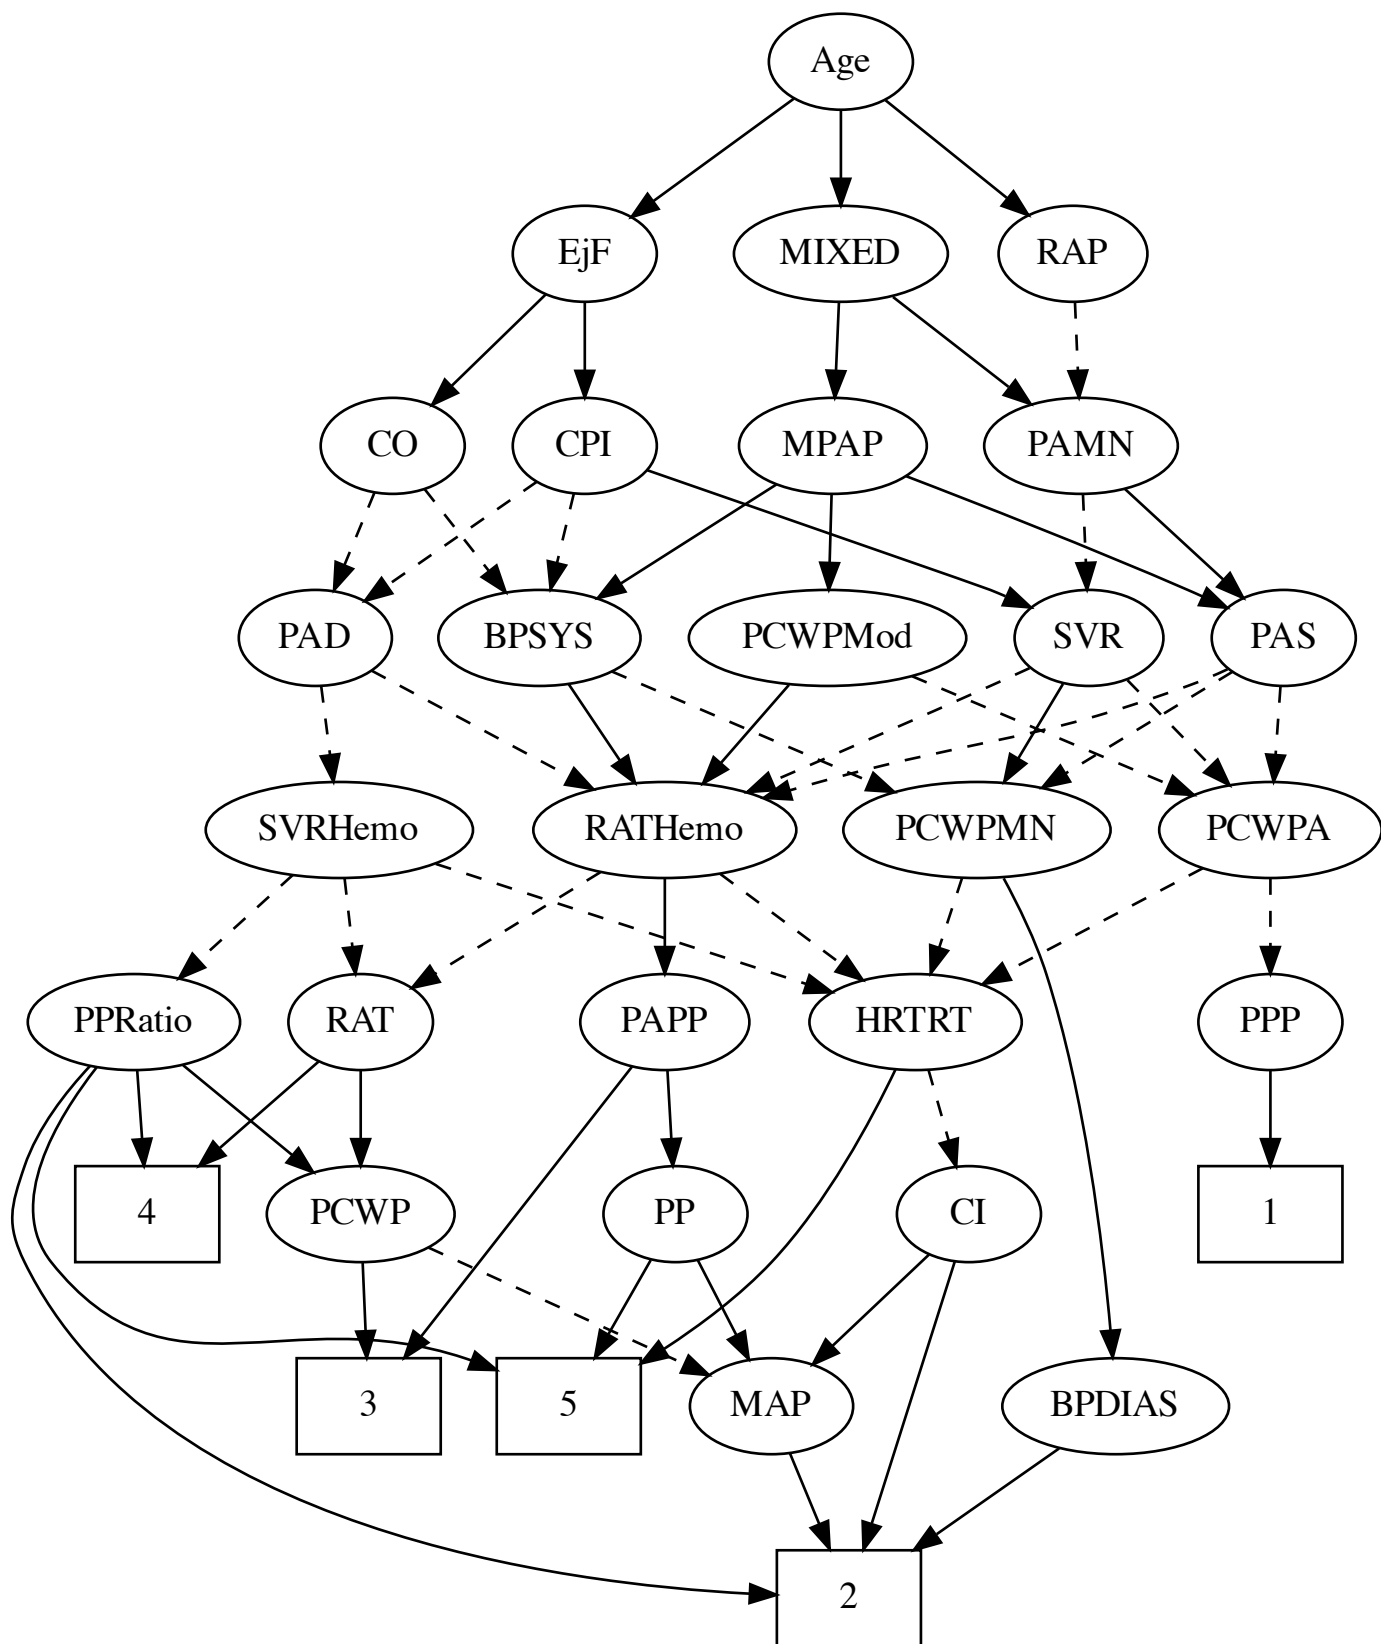 Age
EjF
MIXED
RAP
CO
CPI
MPAP
PAMN
PAD
BPSYS
PCWPMod
SVR
PAS
SVRHemo
RATHemo
PCWPMN
PCWPA
PPRatio
RAT
PAPP
HRTRT
PPP
4
PCWP
PP
CI
1
3
5
MAP
BPDIAS
2